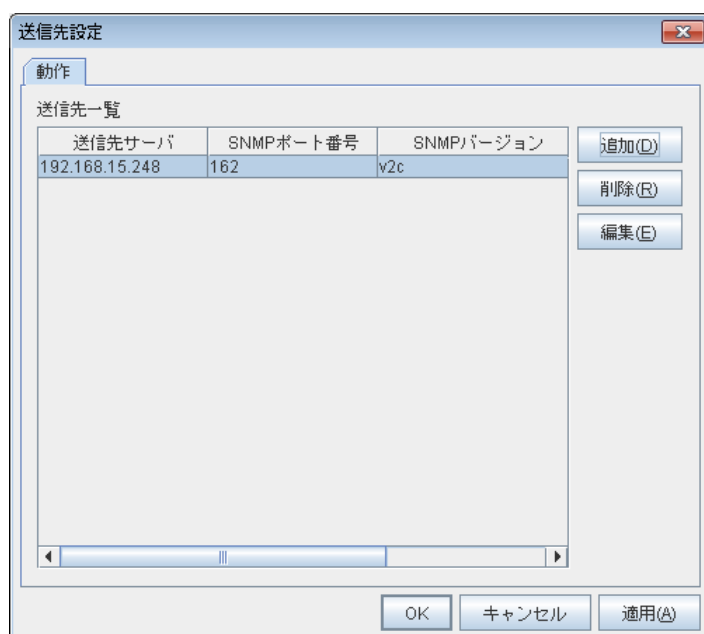 送信先設定
動作
送信先一覧
送信先サーバ SNMPポート番号 SNMPバージョン
192.168.15.248 162 v2c
追加(D)
削除(R)
編集(E)
OK キャンセル 適用(A)